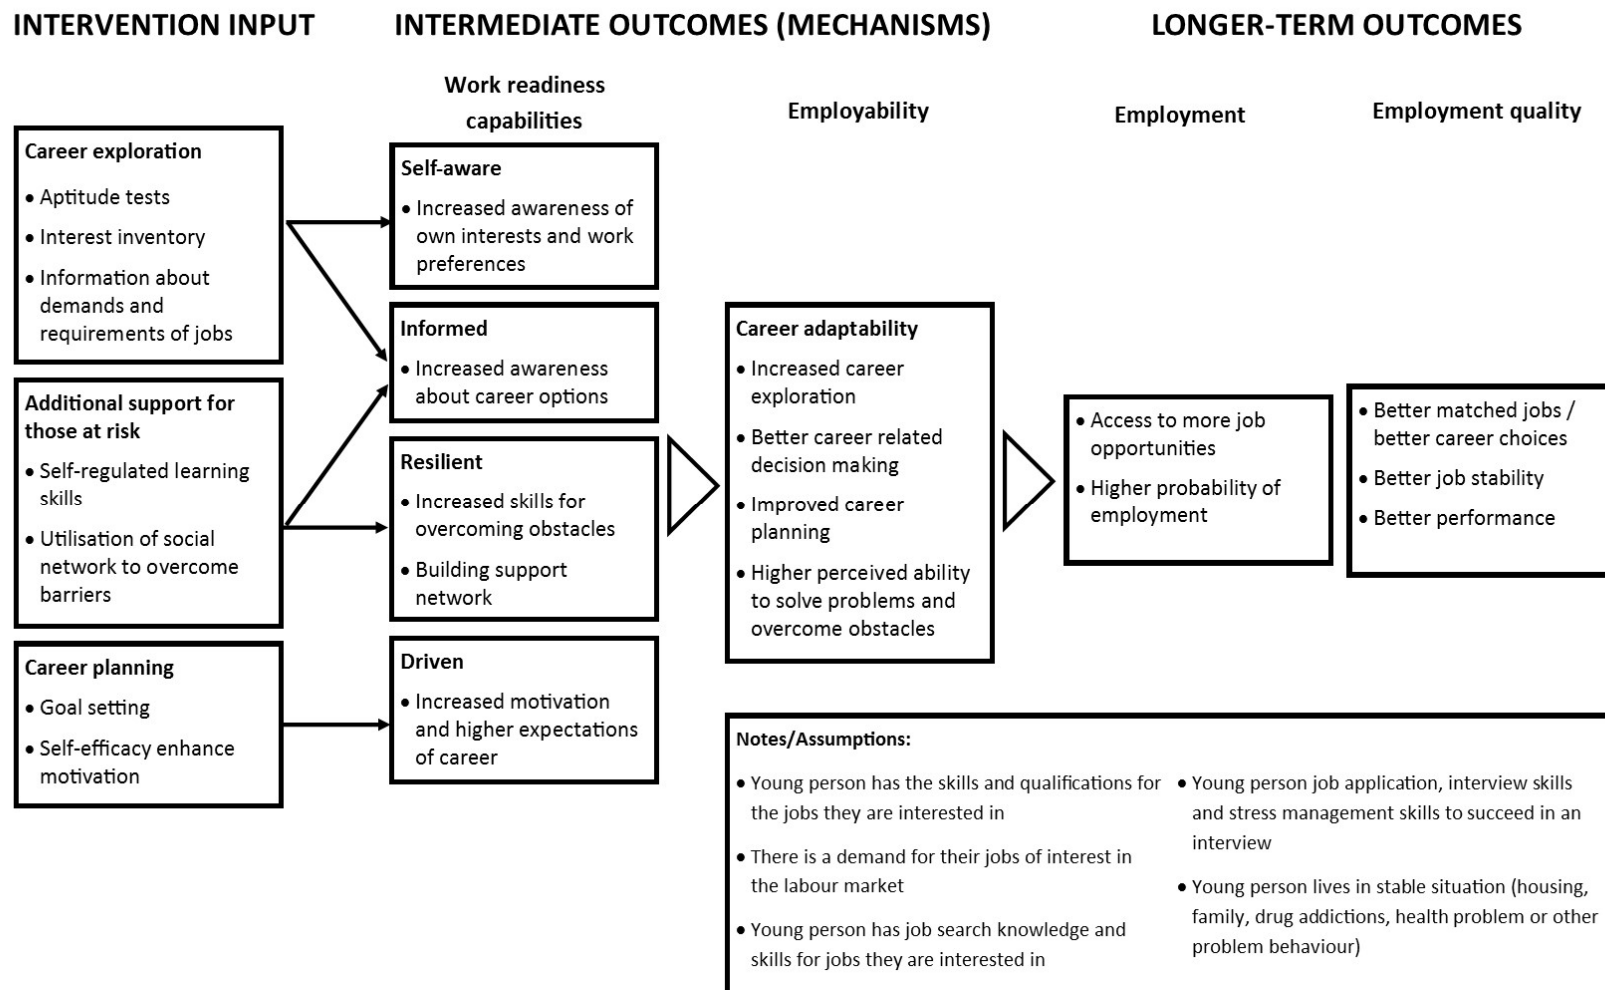 INTERVENTION INPUT
INTERMEDIATE OUTCOMES (MECHANISMS)
LONGER-TERM OUTCOMES
Work readiness
capabilities
Employability
Employment
Employment quality
Career exploration
• Aptitude tests
• Interest inventory
• Information about
demands and
requirements of jobs
Additional support for
those at risk
• Self-regulated learning
skills
• Utilisation of social
network to overcome
barriers
Career planning
• Goal setting
• Self-efficacy enhance
motivation
Self-aware
• Increased awareness of
own interests and work
preferences
Informed
• Increased awareness
about career options
Resilient
• Increased skills for
overcoming obstacles
• Building support
network
Driven
• Increased motivation
and higher expectations
of career
Career adaptability
• Increased career
exploration
• Better career related
decision making
• Improved career
planning
• Higher perceived ability
to solve problems and
overcome obstacles
• Access to more job
opportunities
• Higher probability of
employment
• Better matched jobs /
better career choices
• Better job stability
• Better performance
Notes/Assumptions:
• Young person has the skills and qualifications for
the jobs they are interested in
• There is a demand for their jobs of interest in
the labour market
• Young person has job search knowledge and
skills for jobs they are interested in
• Young person job application, interview skills
and stress management skills to succeed in an
interview
• Young person lives in stable situation (housing,
family, drug addictions, health problem or other
problem behaviour)